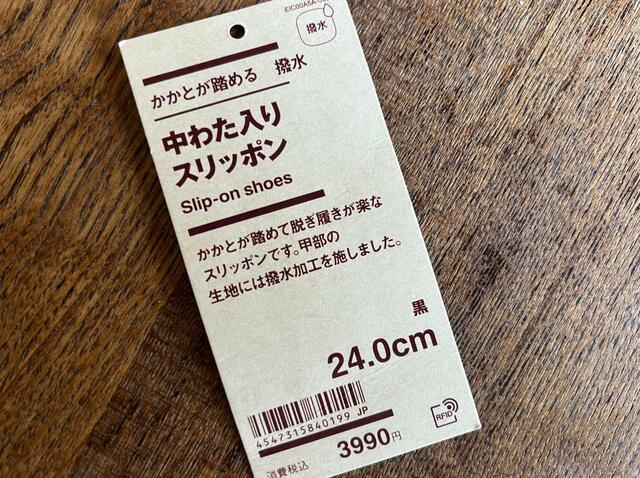 撥水
かかとが踏める 撥水
中わた入り
スリッポン
Slip-on shoes
かかとが踏めて脱ぎ履きが楽な
スリッポンです。甲部の
生地には撥水加工を施しました。
黒
24.0cm
4547315840199 JP
RFID
消費税込 3990円